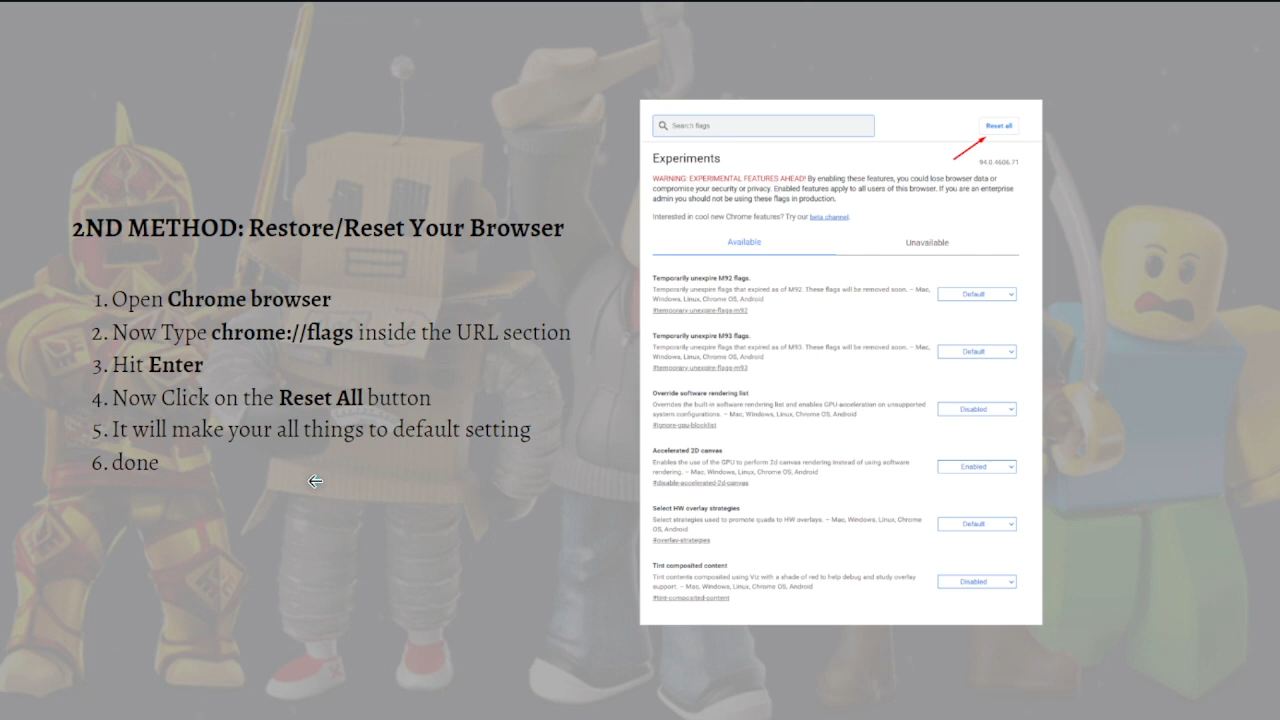 2ND METHOD: Restore/Reset Your Browser
1. Open Chrome browser
2. Now Type chrome://flags inside the URL section
3. Hit Enter
4. Now Click on the Reset All button
5. It will make your all things to default setting
6. done
Search flags
Reset all
Experiments
94.0.4606.71
WARNING: EXPERIMENTAL FEATURES AHEAD! By enabling these features, you could lose browser data or
compromise your security or privacy. Enabled features apply to all users of this browser. If you are an enterprise
admin you should not be using these flags in production.
Interested in cool new Chrome features? Try our beta channel.
Available
Unavailable
Temporarily unexpire M92 flags.
Temporarily unexpire flags that expired as of M92. These flags will be removed soon. – Mac,
Windows, Linux, Chrome OS, Android
#temporary-unexpire-flags-m92
Default
Temporarily unexpire M93 flags.
Temporarily unexpire flags that expired as of M93. These flags will be removed soon. – Mac,
Windows, Linux, Chrome OS, Android
#temporary-unexpire-flags-m93
Default
Override software rendering list
Overrides the built-in software rendering list and enables GPU-acceleration on unsupported
system configurations. – Mac, Windows, Linux, Chrome OS, Android
#ignore-gpu-blocklist
Disabled
Accelerated 2D canvas
Enables the use of the GPU to perform 2d canvas rendering instead of using software
rendering. – Mac, Windows, Linux, Chrome OS, Android
#disable-accelerated-2d-canvas
Enabled
Select HW overlay strategies
Select strategies used to promote quads to HW overlays. – Mac, Windows, Linux, Chrome
OS, Android
#overlay-strategies
Default
Tint composited content
Tint contents composited using Viz with a shade of red to help debug and study overlay
support. – Mac, Windows, Linux, Chrome OS, Android
#tint-composited-content
Disabled